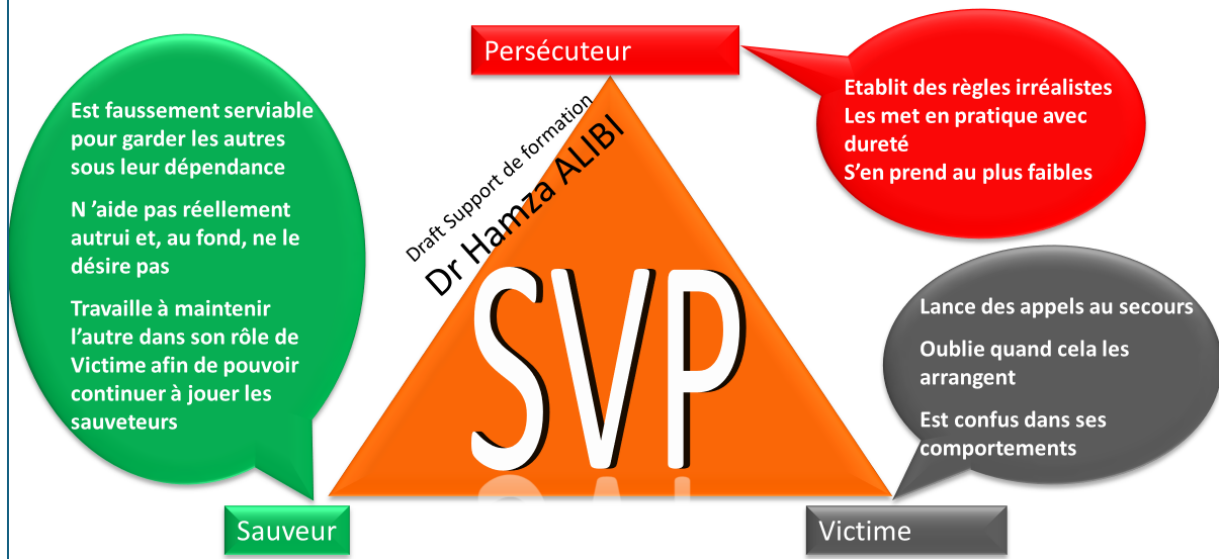 Persécuteur
Est faussement serviable
pour garder les autres
sous leur dépendance
N ’aide pas réellement
autrui et, au fond, ne le
désire pas
Travaille à maintenir
l’autre dans son rôle de
Victime afin de pouvoir
continuer à jouer les
sauveteurs
Etablit des règles irréalistes
Les met en pratique avec
dureté
S’en prend au plus faibles
Draft Support de formation
Dr Hamza ALIBI
SVP
Lance des appels au secours
Oublie quand cela les
arrangent
Est confus dans ses
comportements
Sauveur
Victime